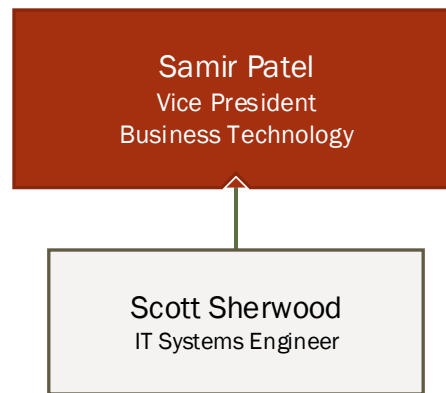 Samir Patel
Vice President
Business Technology
Scott Sherwood
IT Systems Engineer